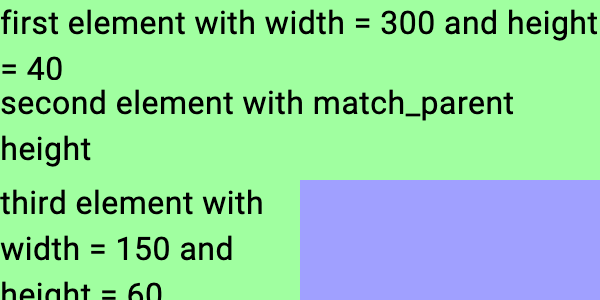 first element with width = 300 and height
= 40
second element with match_parent
height
third element with
width = 150 and
height = 60